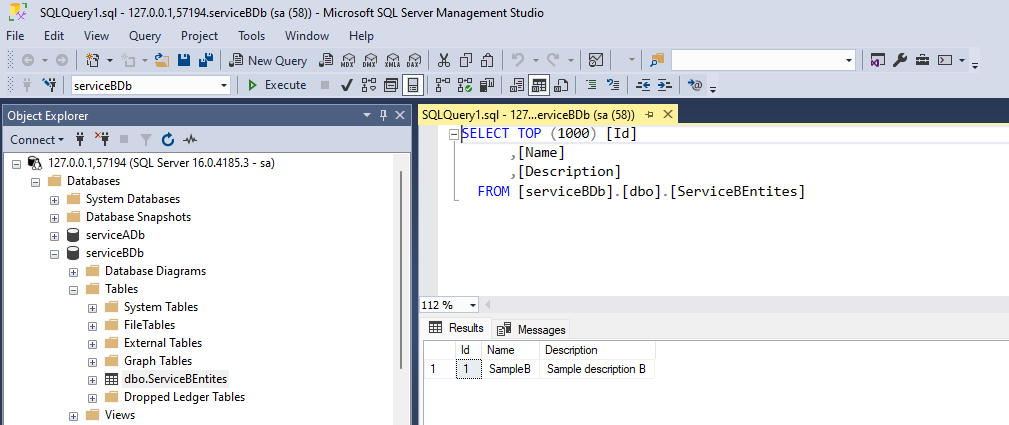 SQLQuery1.sql - 127.0.0.1,57194.serviceBDb (sa (58)) - Microsoft SQL Server Management Studio
File Edit View Query Project Tools Window Help
New Query MDX DMX XMLA DAX
serviceBDb Execute
Object Explorer
Connect
127.0.0.1,57194 (SQL Server 16.0.4185.3 - sa)
Databases
System Databases
Database Snapshots
serviceADb
serviceBDb
Database Diagrams
Tables
System Tables
FileTables
External Tables
Graph Tables
dbo.ServiceBEntites
Dropped Ledger Tables
Views
SQLQuery1.sql - 127...erviceBDb (sa (58))
SELECT TOP (1000) [Id]
,[Name]
,[Description]
FROM [serviceBDb].[dbo].[ServiceBEntites]
112 %
Results Messages
Id Name Description
1 1 SampleB Sample description B